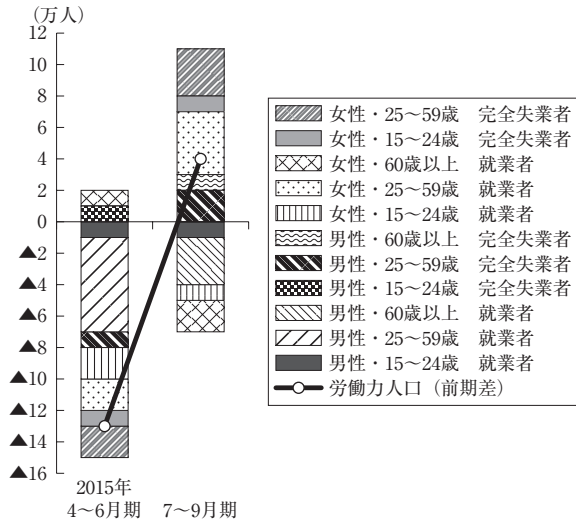 （万人）
12
10
8
6
4
2
0
▲2
▲4
▲6
▲8
▲10
▲12
▲14
▲16
2015年
4～6月期
7～9月期
女性・25～59歳　完全失業者
女性・15～24歳　完全失業者
女性・60歳以上　就業者
女性・25～59歳　就業者
女性・15～24歳　就業者
男性・60歳以上　完全失業者
男性・25～59歳　完全失業者
男性・15～24歳　完全失業者
男性・60歳以上　就業者
男性・25～59歳　就業者
男性・15～24歳　就業者
労働力人口（前期差）